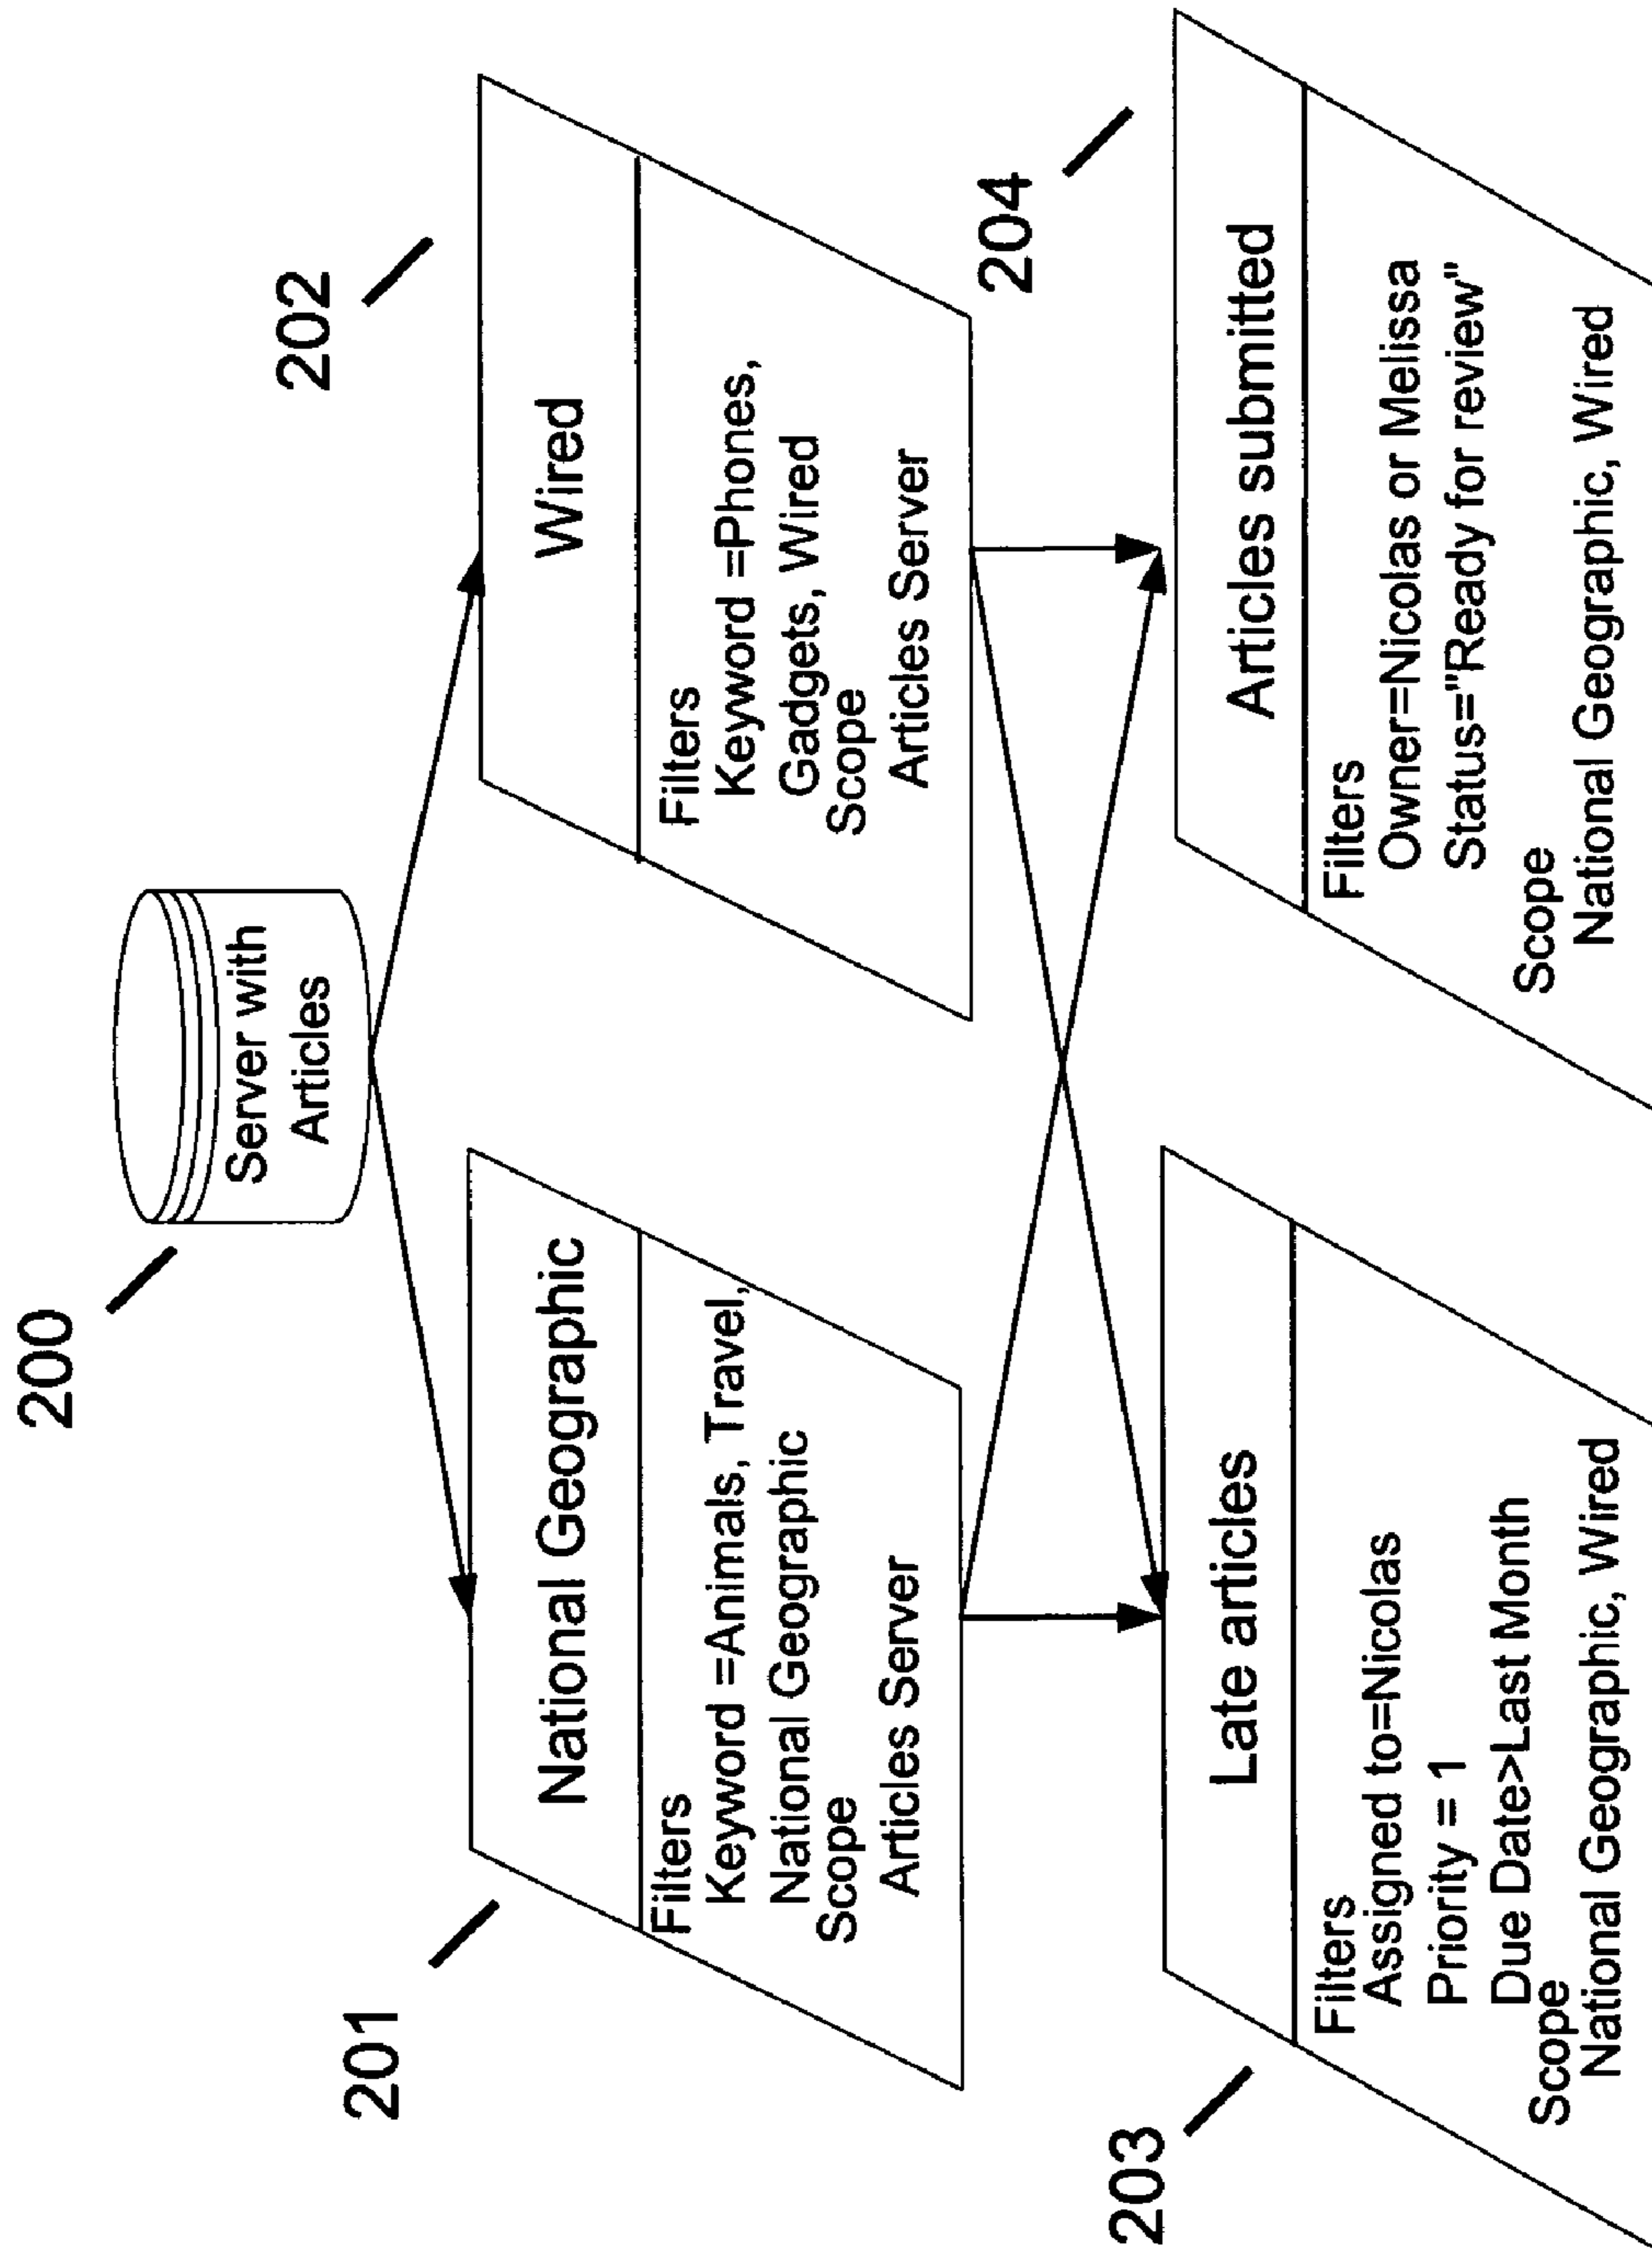 200
Server with
Articles
201
National Geographic
Filters
Keyword =Animals, Travel,
National Geographic
Scope
Articles Server
202
Wired
Filters
Keyword =Phones,
Gadgets, Wired
Scope
Articles Server
203
Late articles
Filters
Assigned to=Nicolas
Priority = 1
Due Date>Last Month
Scope
National Geographic, Wired
204
Articles submitted
Filters
Owner=Nicolas or Melissa
Status="Ready for review"
Scope
National Geographic, Wired